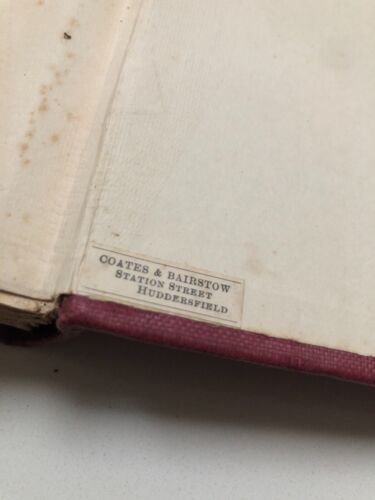 COATES & BAIRSTOW
STATION STREET
HUDDERSFIELD